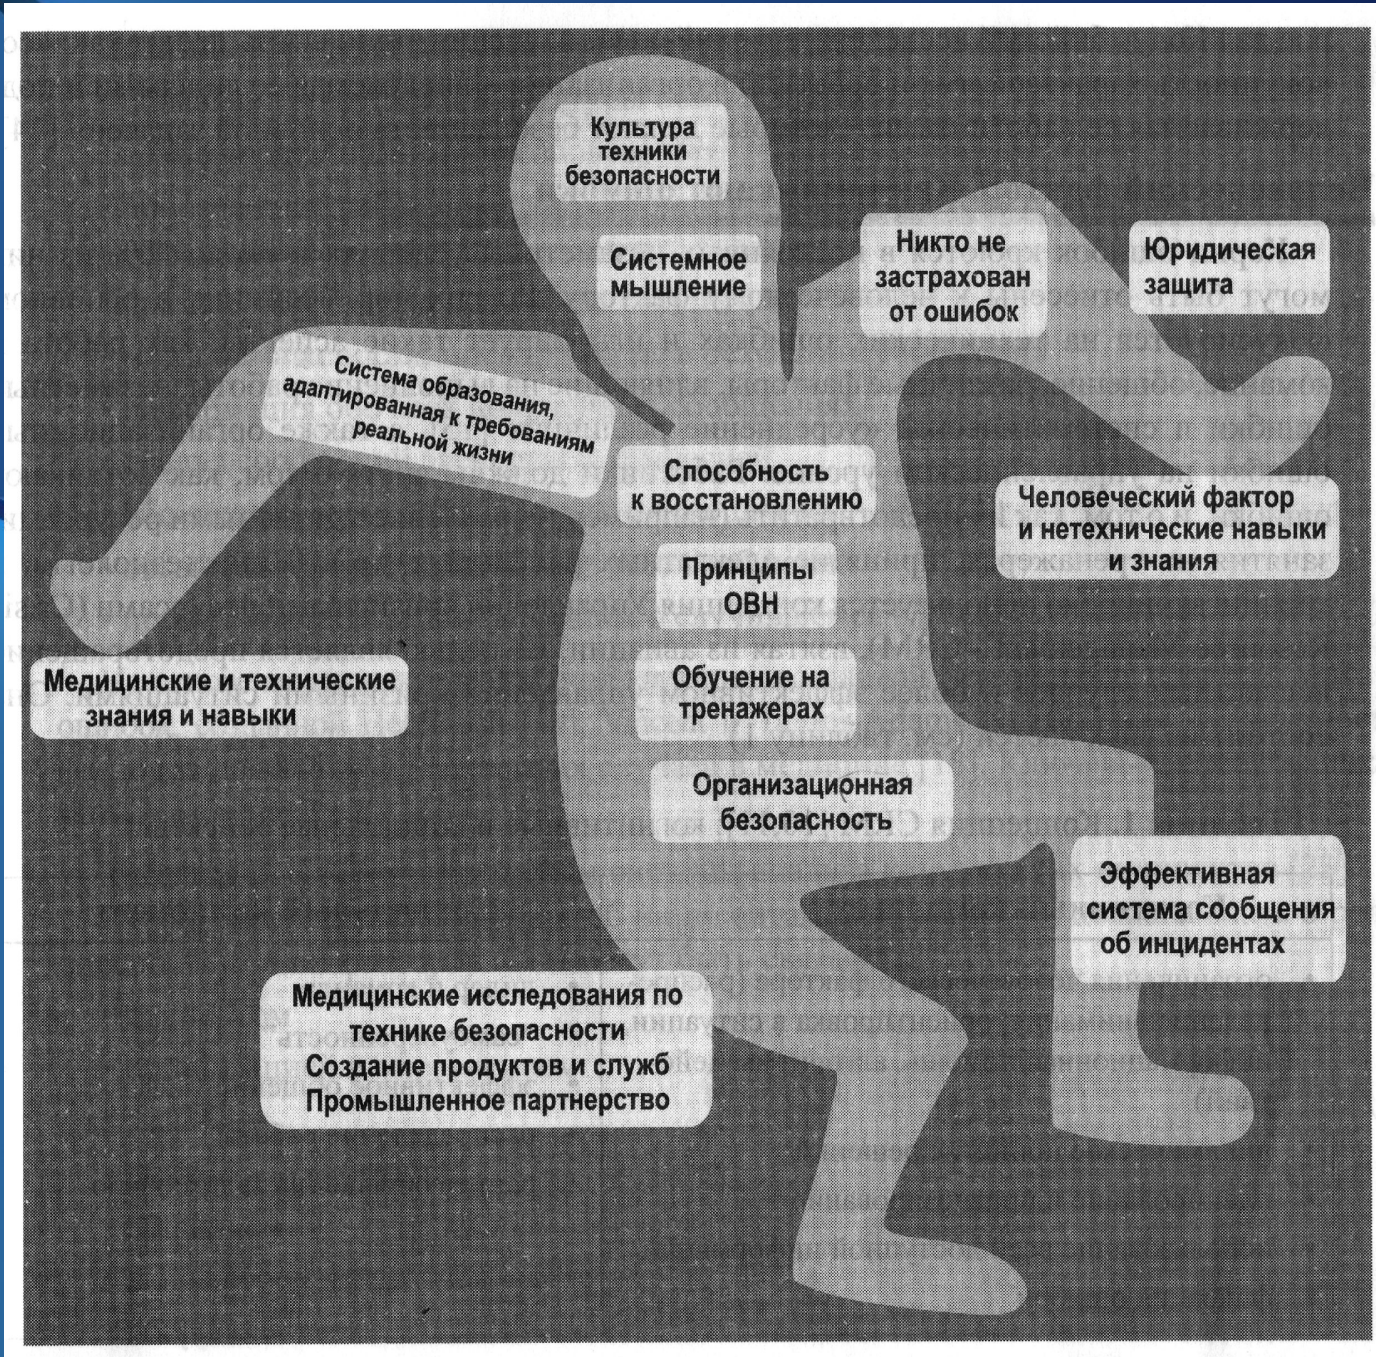 Культура
техники
безопасности
Системное
мышление
Никто не
застрахован
от ошибок
Юридическая
защита
Система образования,
адаптированная к требованиям
реальной жизни
Способность
к восстановлению
Человеческий фактор
и нетехнические навыки
и знания
Принципы
ОВН
Медицинские и технические
знания и навыки
Обучение на
тренажерах
Организационная
безопасность
Эффективная
система сообщения
об инцидентах
Медицинские исследования по
технике безопасности
Создание продуктов и служб
Промышленное партнерство